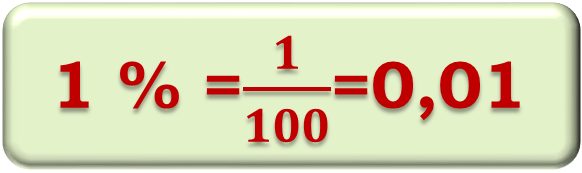 1 % = 1/100 = 0,01